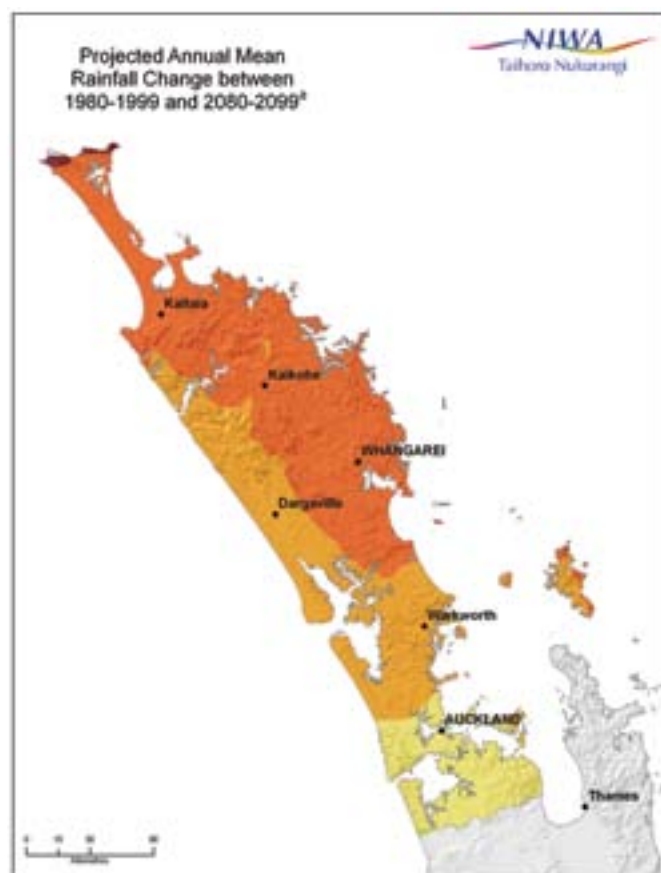 Projected Annual Mean
Rainfall Change between
1980-1999 and 2080-2099
NIWA
Taihoro Nukurangi
Kaitaia
Kaikohe
WHANGAREI
Dargaville
Warkworth
AUCKLAND
Thames
0